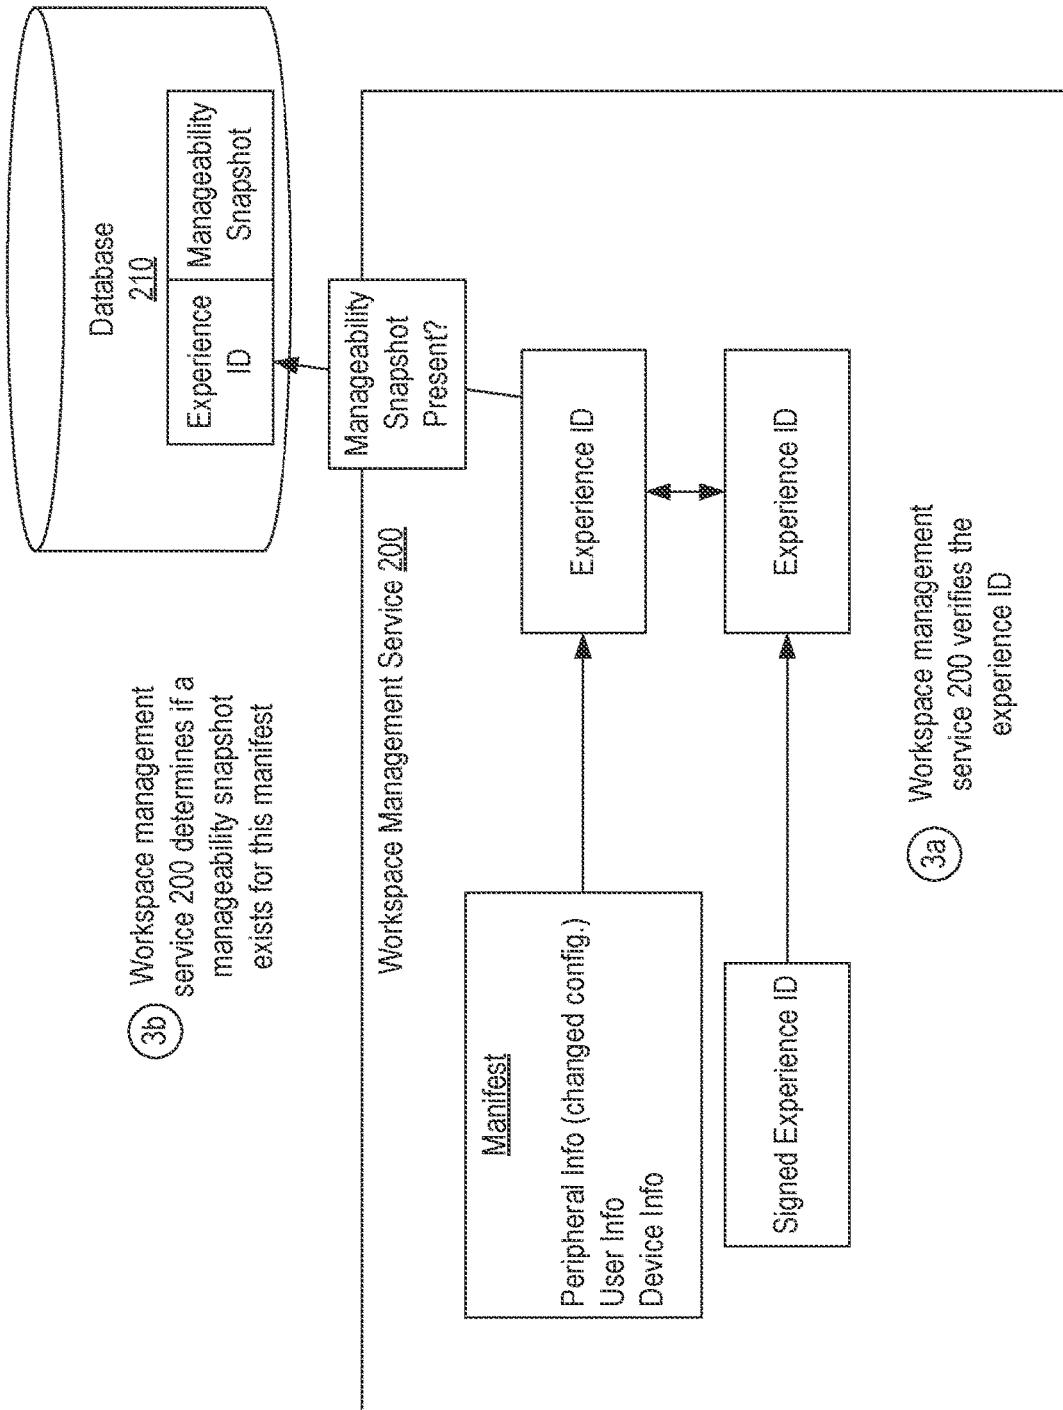 3b
Workspace management
service 200 determines if a
manageability snapshot
exists for this manifest
Database
210
Experience
ID
Manageability
Snapshot
Manageability
Snapshot
Present?
Workspace Management Service 200
Manifest
Peripheral Info (changed config.)
User Info
Device Info
Experience ID
Signed Experience ID
Experience ID
3a
Workspace management
service 200 verifies the
experience ID